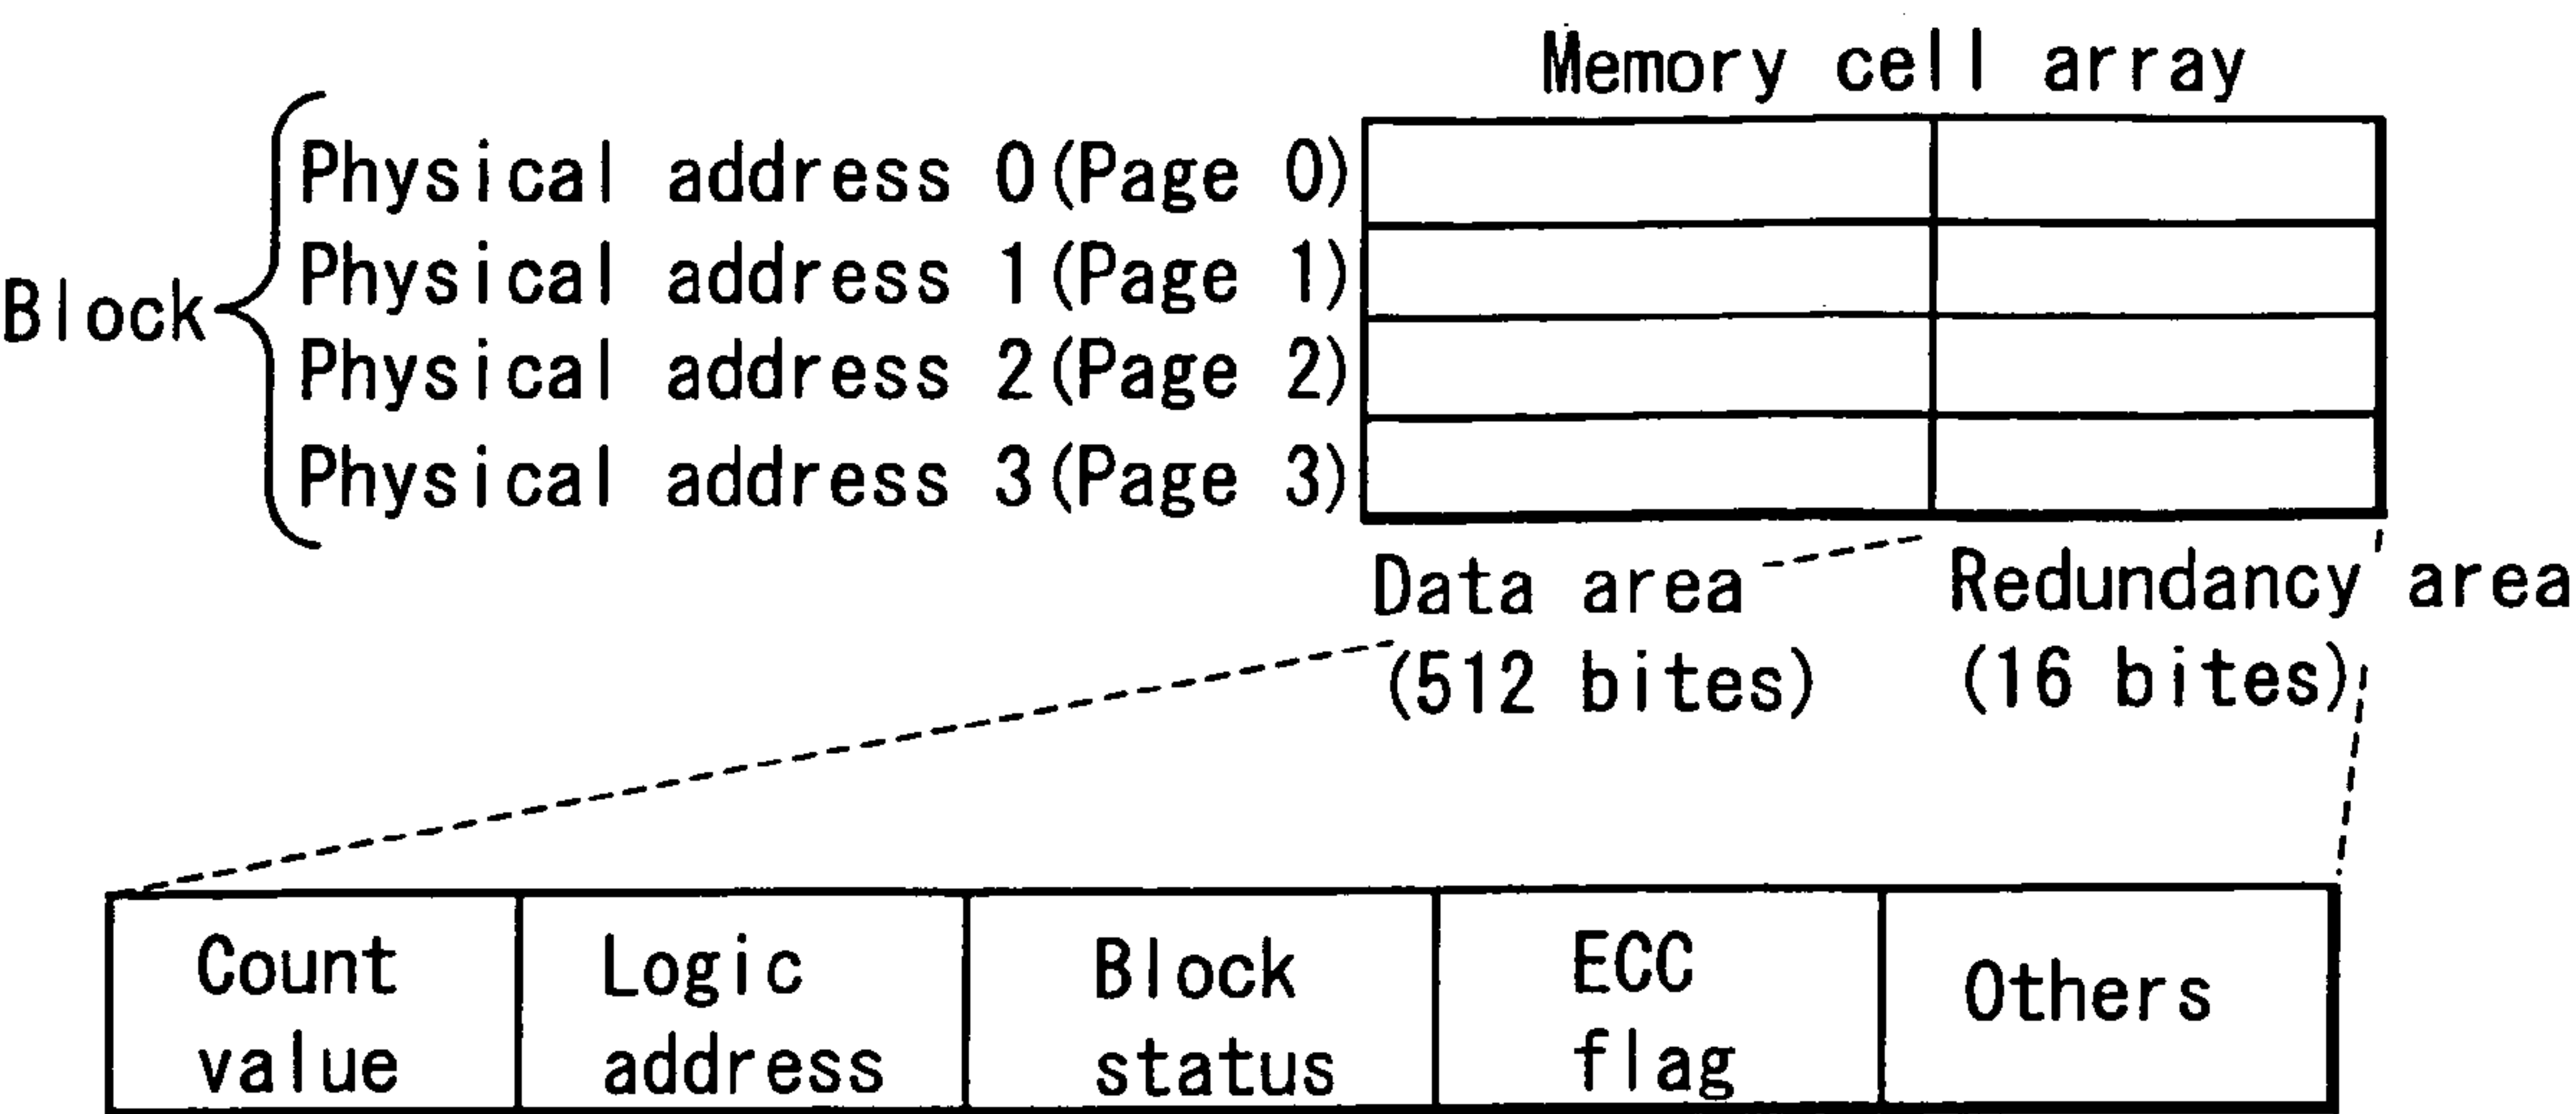 Memory cell array
Physical address 0(Page 0)
Physical address 1(Page 1)
Block
Physical address 2(Page 2)
Physical address 3(Page 3)
Data area
(512 bites)
Redundancy area
(16 bites)
Count
value
Logic
address
Block
status
ECC
flag
Others